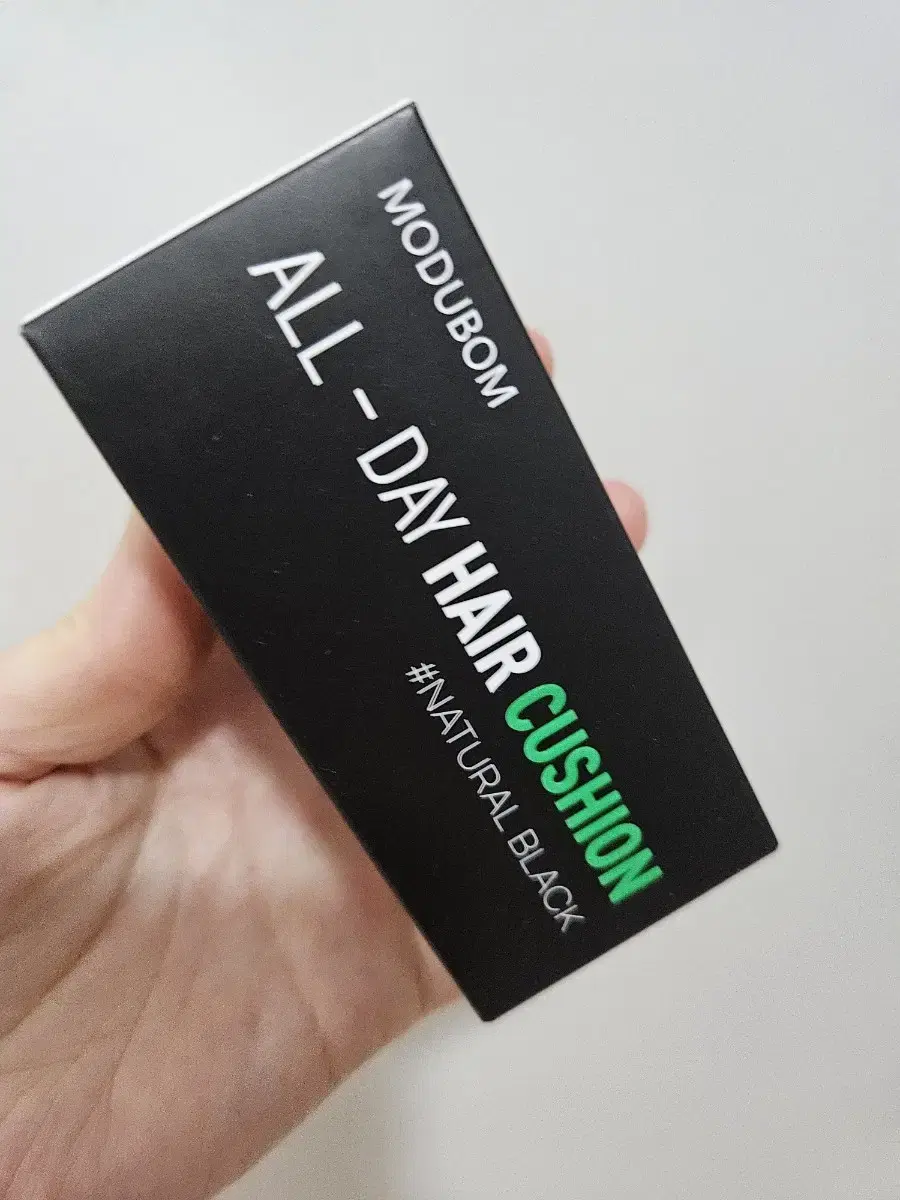 MODUBOM
ALL - DAY HAIR CUSHION
#NATURAL BLACK